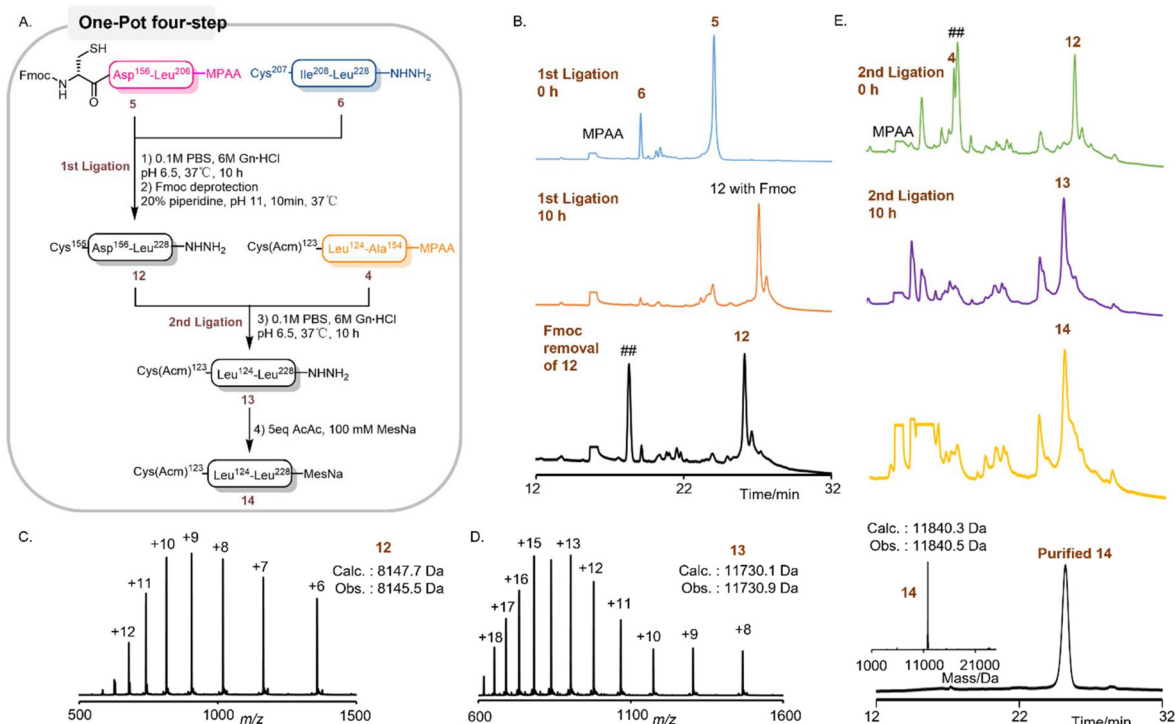 A.
One-Pot four-step
SH
Fmoc
N
H
O
Asp¹⁵⁶-Leu²⁰⁶
MPAA
5
Cys²⁰⁷
Ile²⁰⁸-Leu²²⁸
NHNH₂
6
1st Ligation
1) 0.1M PBS, 6M Gn·HCl
pH 6.5, 37℃, 10 h
2) Fmoc deprotection
20% piperidine, pH 11, 10min, 37℃
Cys¹⁵⁵
Asp¹⁵⁶-Leu²²⁸
NHNH₂
12
Cys(Acm)¹²³
Leu¹²⁴-Ala¹⁵⁴
MPAA
4
2nd Ligation
3) 0.1M PBS, 6M Gn·HCl
pH 6.5, 37℃, 10 h
Cys(Acm)¹²³
Leu¹²⁴-Leu²²⁸
NHNH₂
13
4) 5eq AcAc, 100 mM MesNa
Cys(Acm)¹²³
Leu¹²⁴-Leu²²⁸
MesNa
14
B.
1st Ligation
0 h
MPAA
6
5
1st Ligation
10 h
12 with Fmoc
Fmoc
removal
of 12
##
12
12 22 32
Time/min
E.
2nd Ligation
0 h
MPAA
##
4
12
2nd Ligation
10 h
13
14
Calc. : 11840.3 Da
Obs. : 11840.5 Da
14
Purified 14
1000 11000 21000
Mass/Da
12 22 32
Time/min
C.
+12
+11
+10
+9
+8
+7
+6
12
Calc. : 8147.7 Da
Obs. : 8145.5 Da
500 1000 1500
m/z
D.
+18
+17
+16
+15
+13
+12
+11
+10
+9
+8
13
Calc. : 11730.1 Da
Obs. : 11730.9 Da
600 1100 1600
m/z